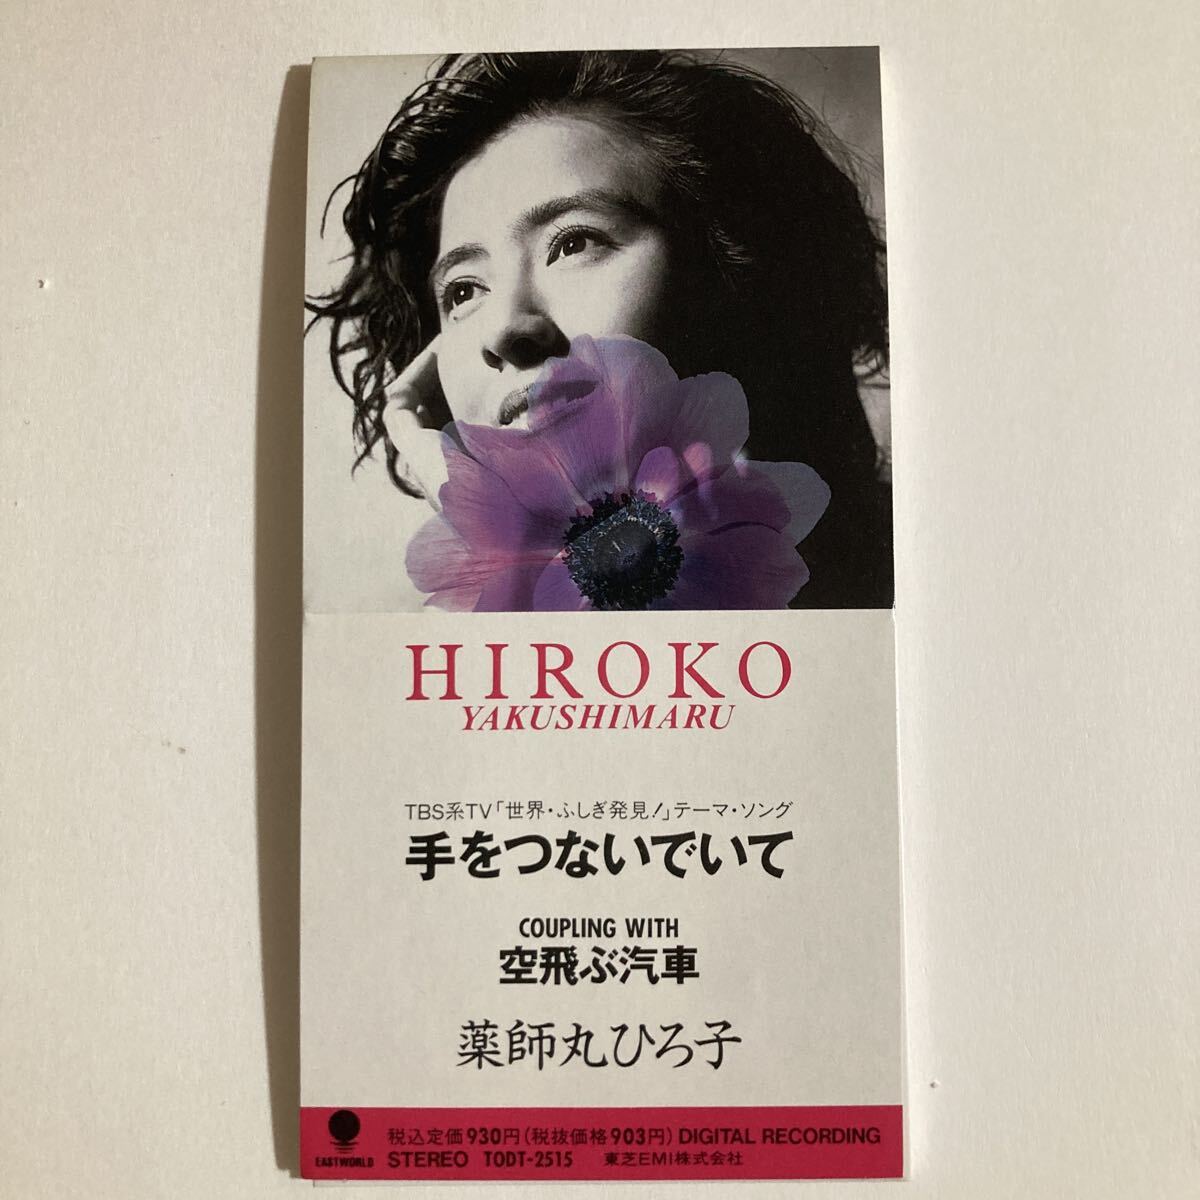 HIROKO
YAKUSHIMARU
TBS系TV「世界・ふしぎ発見!」テーマ・ソング
手をつないでいて
COUPLING WITH
空飛ぶ汽車
薬師丸ひろ子
税込定価930円(税抜価格903円) DIGITAL RECORDING
EASTWORLD STEREO TODT-2515 東芝EMI株式会社